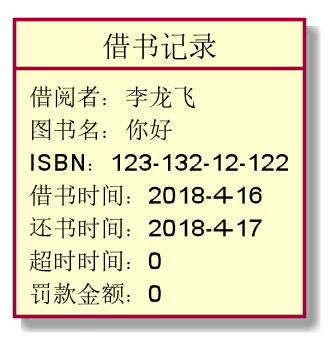 借书记录
借阅者：李龙飞
图书名：你好
ISBN：123-132-12-122
借书时间：2018-4-16
还书时间：2018-4-17
超时时间：0
罚款金额：0